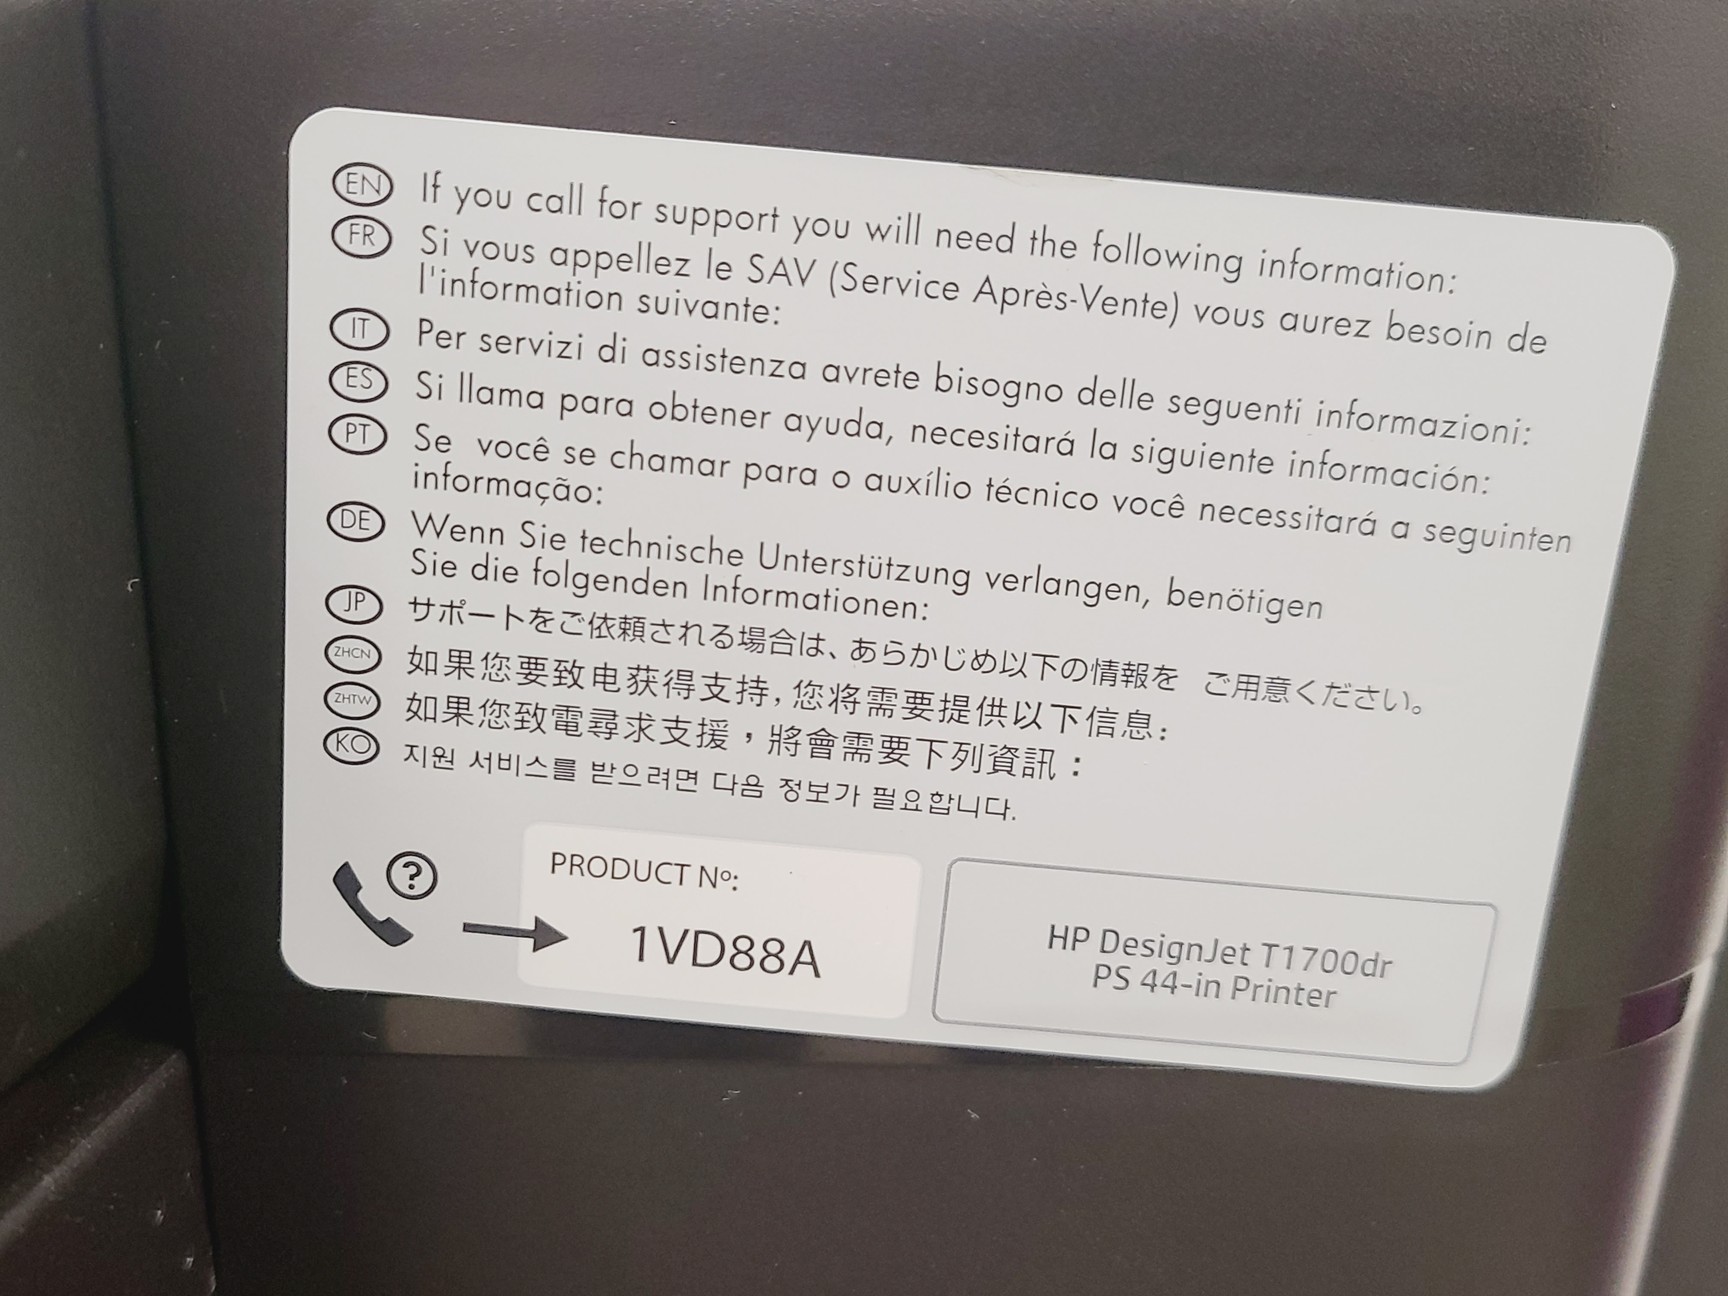 EN If you call for support you will need the following information:
FR Si vous appellez le SAV (Service Après-Vente) vous aurez besoin de
l'information suivante:
IT Per servizi di assistenza avrete bisogno delle seguenti informazioni:
ES Si llama para obtener ayuda, necesitará la siguiente información:
PT Se você se chamar para o auxílio técnico você necessitará a seguinten
informação:
DE Wenn Sie technische Unterstützung verlangen, benötigen
Sie die folgenden Informationen:
JP サポートをご依頼される場合は、あらかじめ以下の情報を ご用意ください。
ZHCN 如果您要致电获得支持,您将需要提供以下信息:
ZHTW 如果您致電尋求支援，將會需要下列資訊：
KO 지원 서비스를 받으려면 다음 정보가 필요합니다.
?
PRODUCT Nº:
1VD88A
HP DesignJet T1700dr
PS 44-in Printer